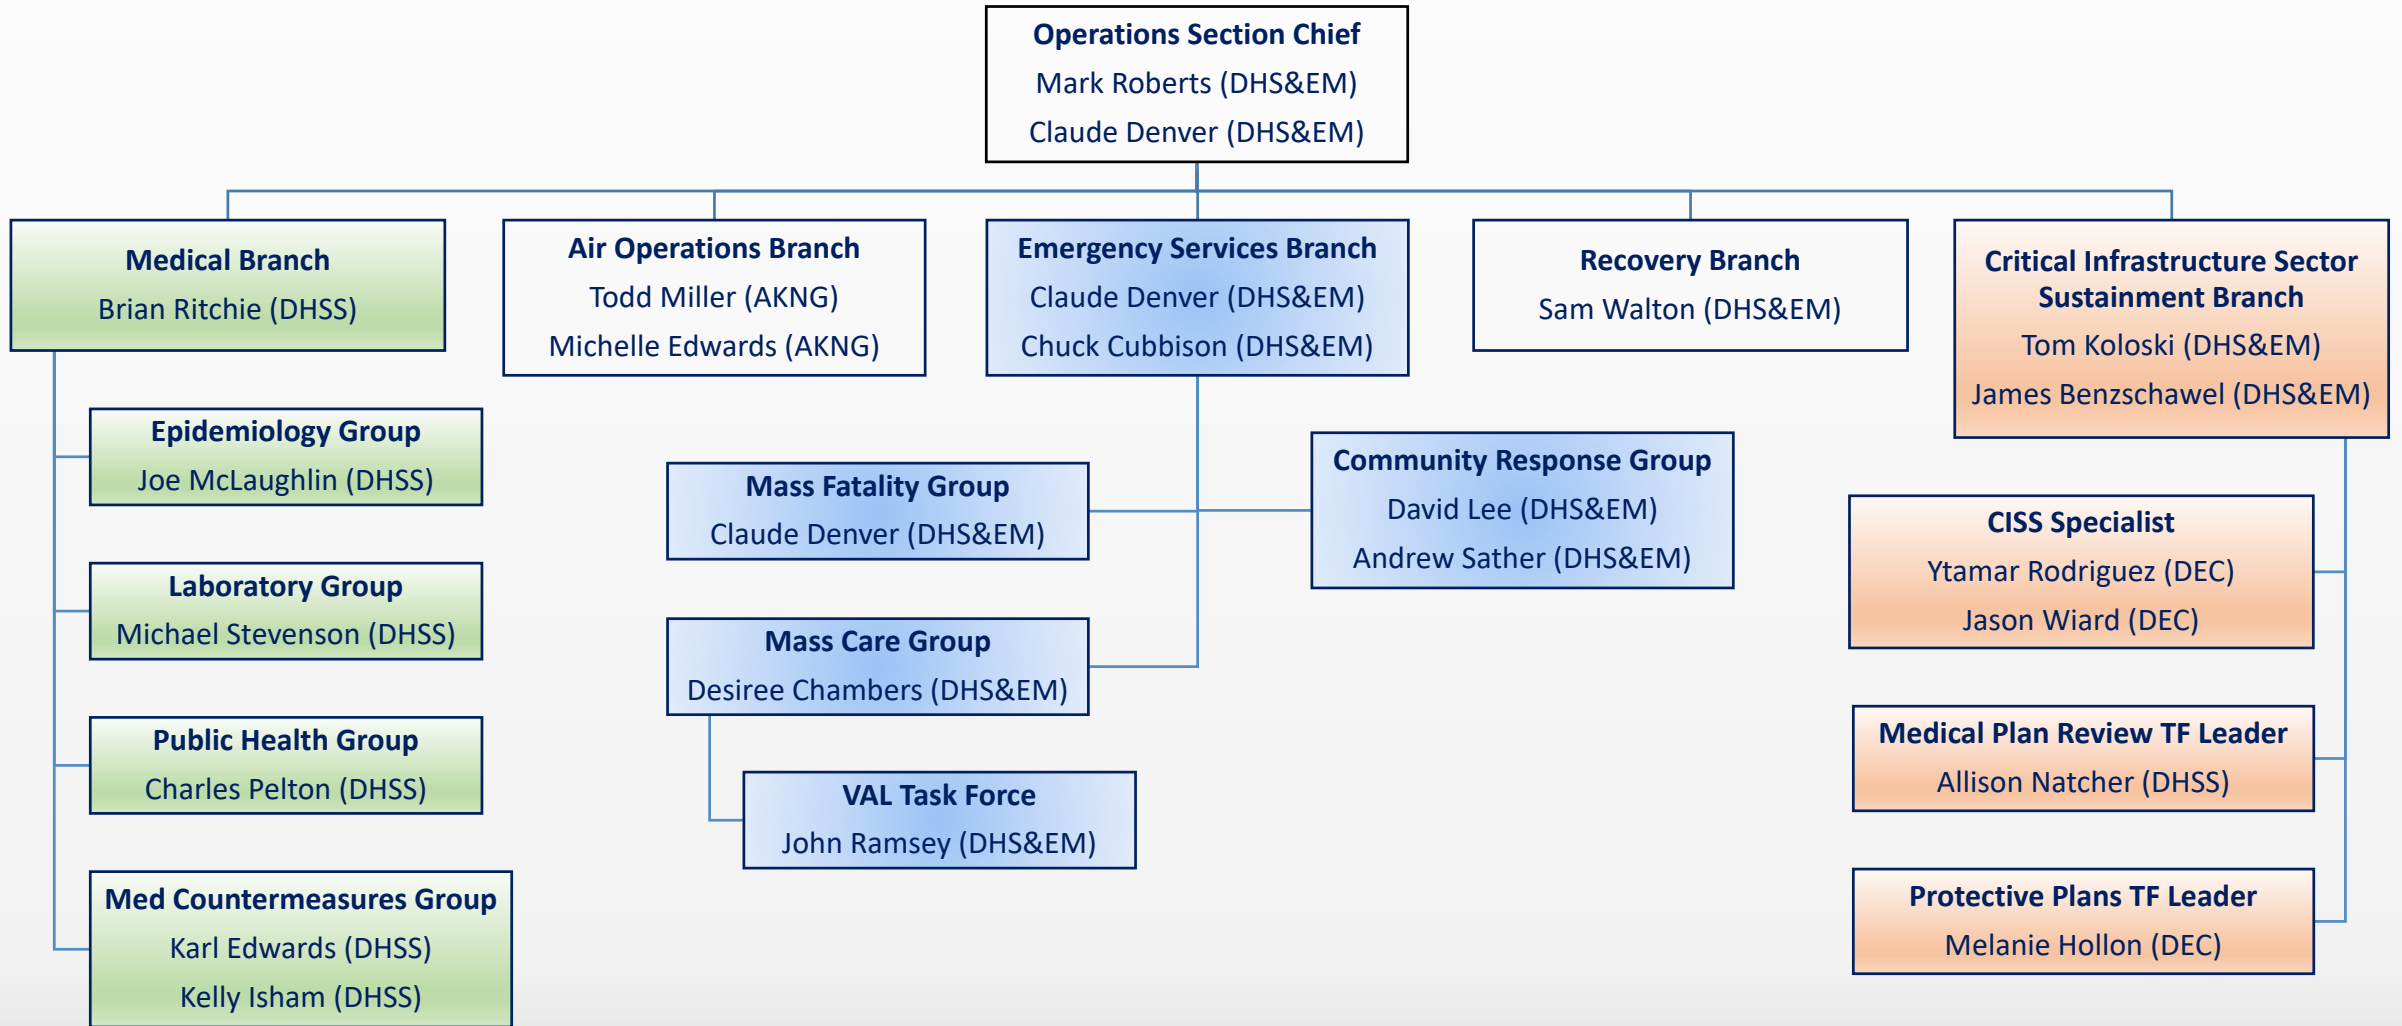 Operations Section Chief
Mark Roberts (DHS&EM)
Claude Denver (DHS&EM)
Medical Branch
Brian Ritchie (DHSS)
Air Operations Branch
Todd Miller (AKNG)
Michelle Edwards (AKNG)
Emergency Services Branch
Claude Denver (DHS&EM)
Chuck Cubbison (DHS&EM)
Recovery Branch
Sam Walton (DHS&EM)
Critical Infrastructure Sector
Sustainment Branch
Tom Koloski (DHS&EM)
James Benzschawel (DHS&EM)
Epidemiology Group
Joe McLaughlin (DHSS)
Laboratory Group
Michael Stevenson (DHSS)
Public Health Group
Charles Pelton (DHSS)
Med Countermeasures Group
Karl Edwards (DHSS)
Kelly Isham (DHSS)
Mass Fatality Group
Claude Denver (DHS&EM)
Community Response Group
David Lee (DHS&EM)
Andrew Sather (DHS&EM)
Mass Care Group
Desiree Chambers (DHS&EM)
VAL Task Force
John Ramsey (DHS&EM)
CISS Specialist
Ytamar Rodriguez (DEC)
Jason Wiard (DEC)
Medical Plan Review TF Leader
Allison Natcher (DHSS)
Protective Plans TF Leader
Melanie Hollon (DEC)